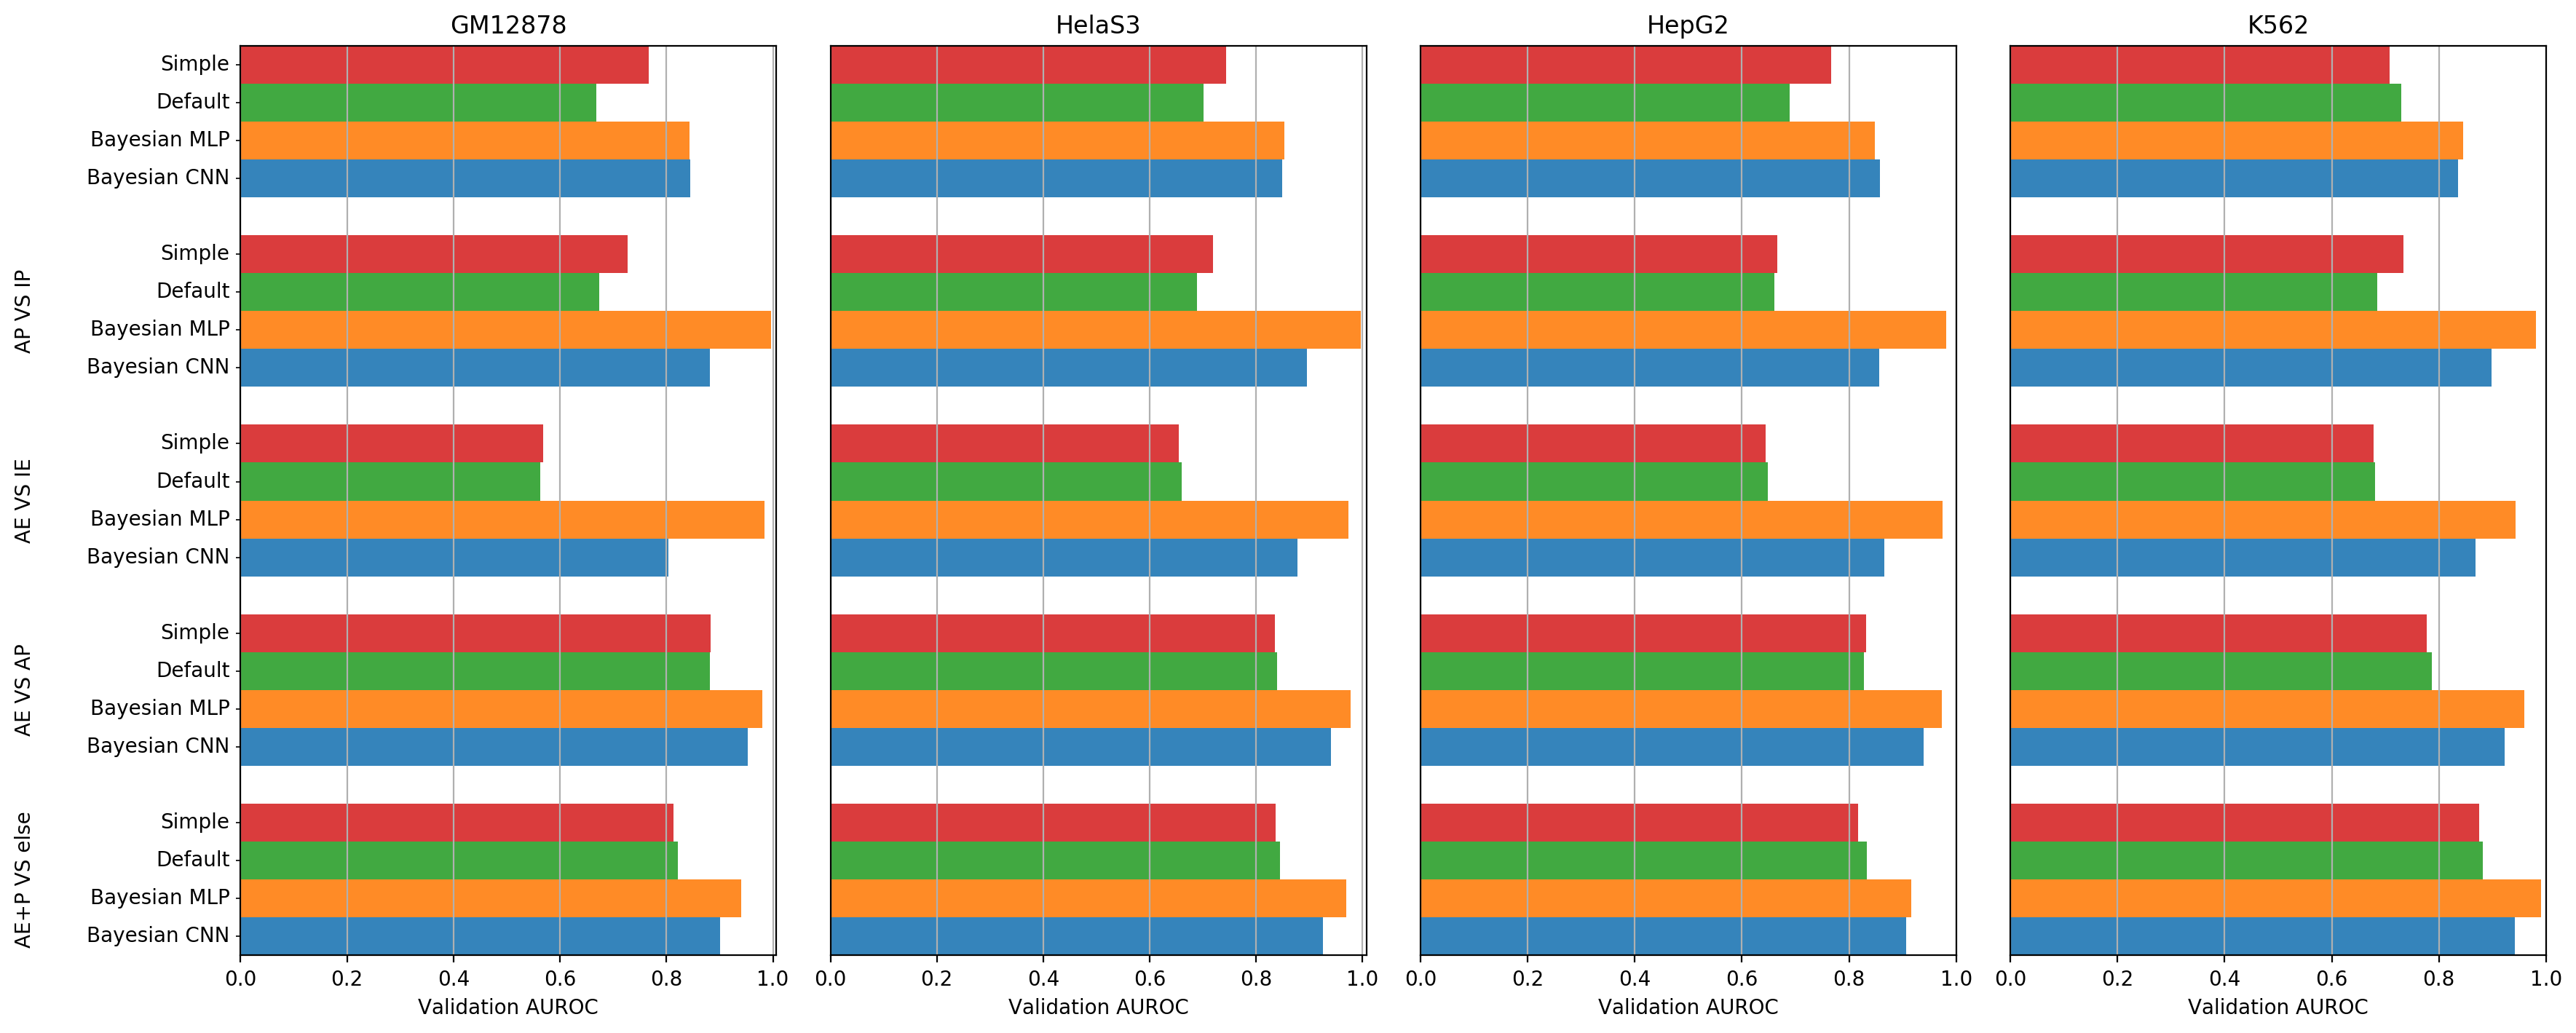 GM12878
HelaS3
HepG2
K562
Simple
Default
Bayesian MLP
Bayesian CNN
AP VS IP
Simple
Default
Bayesian MLP
Bayesian CNN
AE VS IE
Simple
Default
Bayesian MLP
Bayesian CNN
AE VS AP
Simple
Default
Bayesian MLP
Bayesian CNN
AE+P VS else
Simple
Default
Bayesian MLP
Bayesian CNN
0.0 0.2 0.4 0.6 0.8 1.0
Validation AUROC
0.0 0.2 0.4 0.6 0.8 1.0
Validation AUROC
0.0 0.2 0.4 0.6 0.8 1.0
Validation AUROC
0.0 0.2 0.4 0.6 0.8 1.0
Validation AUROC